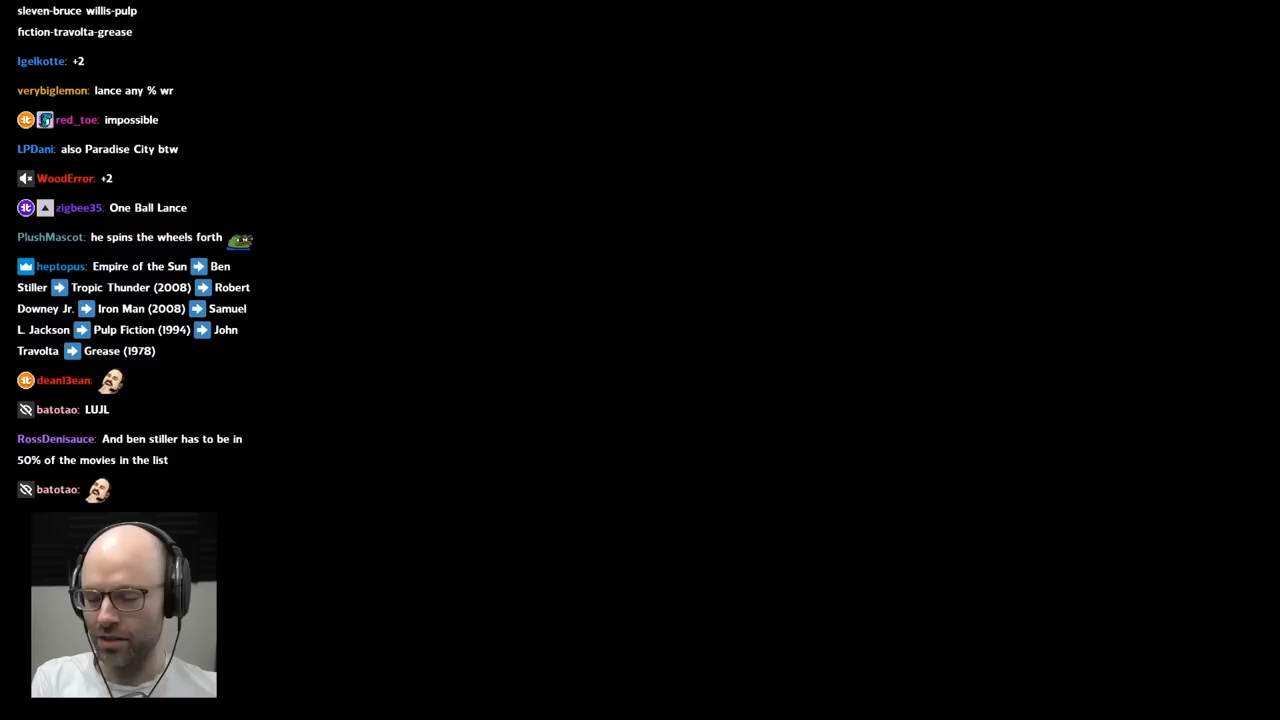 sleven-bruce willis-pulp
fiction-travolta-grease
Igelkotte: +2
verybiglemon: lance any % wr
red_toe: impossible
LPDani: also Paradise City btw
WoodError: +2
zigbee35: One Ball Lance
PlushMascot: he spins the wheels forth
heptopus: Empire of the Sun ➡ Ben
Stiller ➡ Tropic Thunder (2008) ➡ Robert
Downey Jr. ➡ Iron Man (2008) ➡ Samuel
L. Jackson ➡ Pulp Fiction (1994) ➡ John
Travolta ➡ Grease (1978)
dean13ean:
batotao: LUJL
RossDenisauce: And ben stiller has to be in
50% of the movies in the list
batotao: